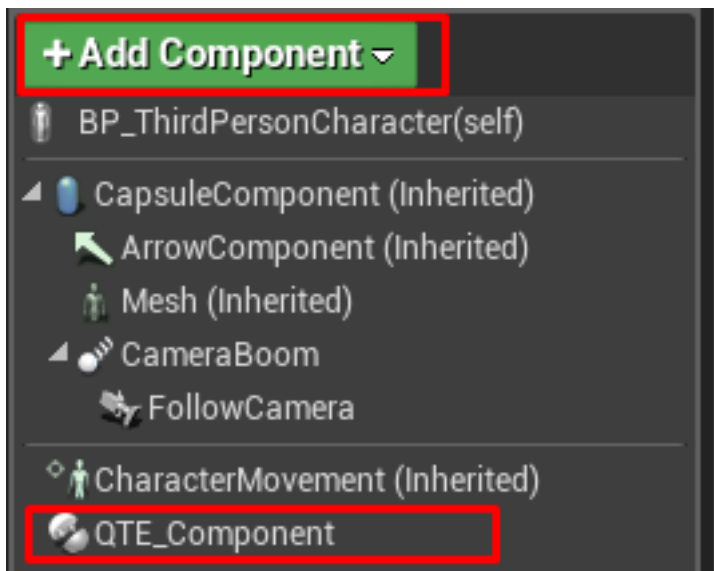 + Add Component
BP_ThirdPersonCharacter(self)
CapsuleComponent (Inherited)
ArrowComponent (Inherited)
Mesh (Inherited)
CameraBoom
FollowCamera
CharacterMovement (Inherited)
QTE_Component